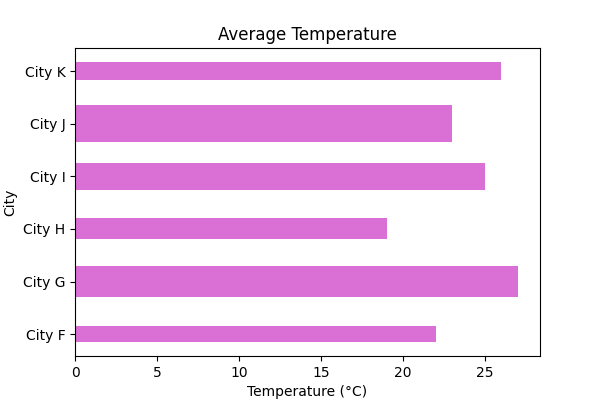 Average Temperature
City K
City J
City I
City H
City G
City F
City
0 5 10 15 20 25
Temperature (°C)